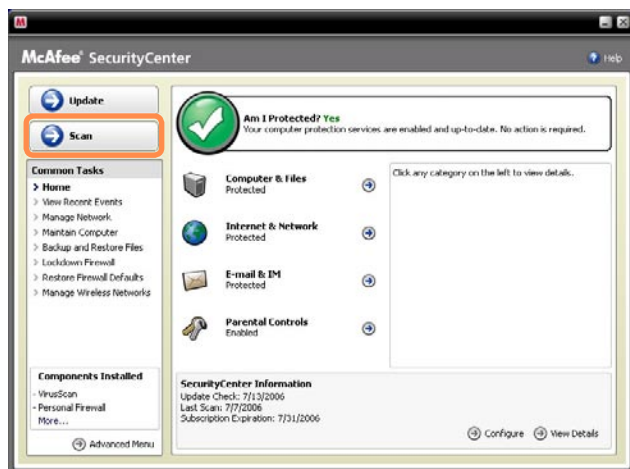 McAfee® SecurityCenter
Help
Update
Scan
Common Tasks
Home
View Recent Events
Manage Network
Maintain Computer
Backup and Restore Files
Lockdown Firewall
Restore Firewall Defaults
Manage Wireless Networks
Components Installed
- VirusScan
- Personal Firewall
More...
Advanced Menu
Am I Protected? Yes
Your computer protection services are enabled and up-to-date. No action is required.
Computer & Files
Protected
Internet & Network
Protected
E-mail & IM
Protected
Parental Controls
Enabled
Click any category on the left to view details.
SecurityCenter Information
Update Check: 7/13/2006
Last Scan: 7/7/2006
Subscription Expiration: 7/31/2006
Configure
View Details